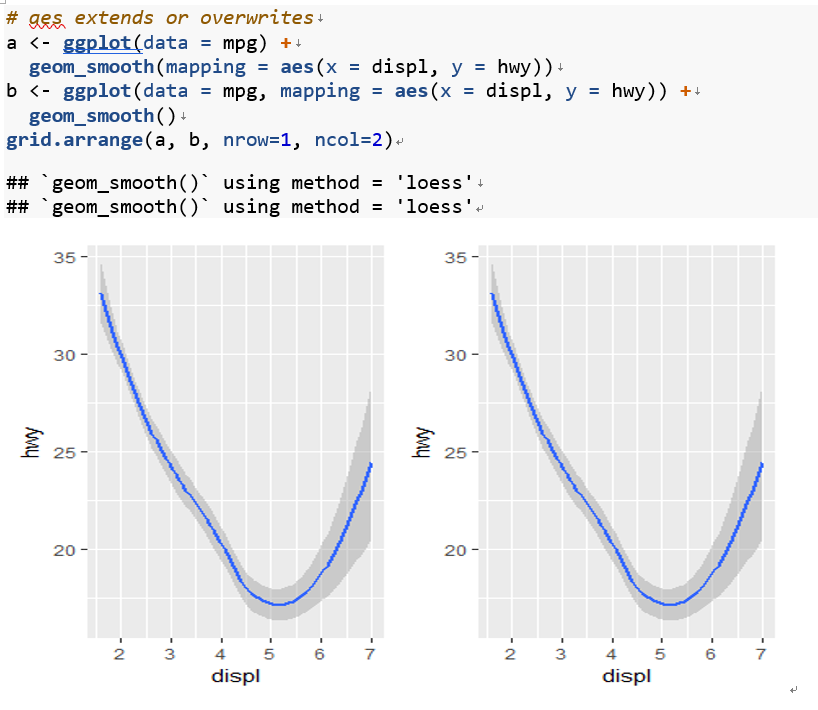 # aes extends or overwrites
a <- ggplot(data = mpg) +
  geom_smooth(mapping = aes(x = displ, y = hwy))
b <- ggplot(data = mpg, mapping = aes(x = displ, y = hwy)) +
  geom_smooth()
grid.arrange(a, b, nrow=1, ncol=2)
## `geom_smooth()` using method = 'loess'
## `geom_smooth()` using method = 'loess'
35
30
25
20
hwy
2 3 4 5 6 7
displ
35
30
25
20
hwy
2 3 4 5 6 7
displ